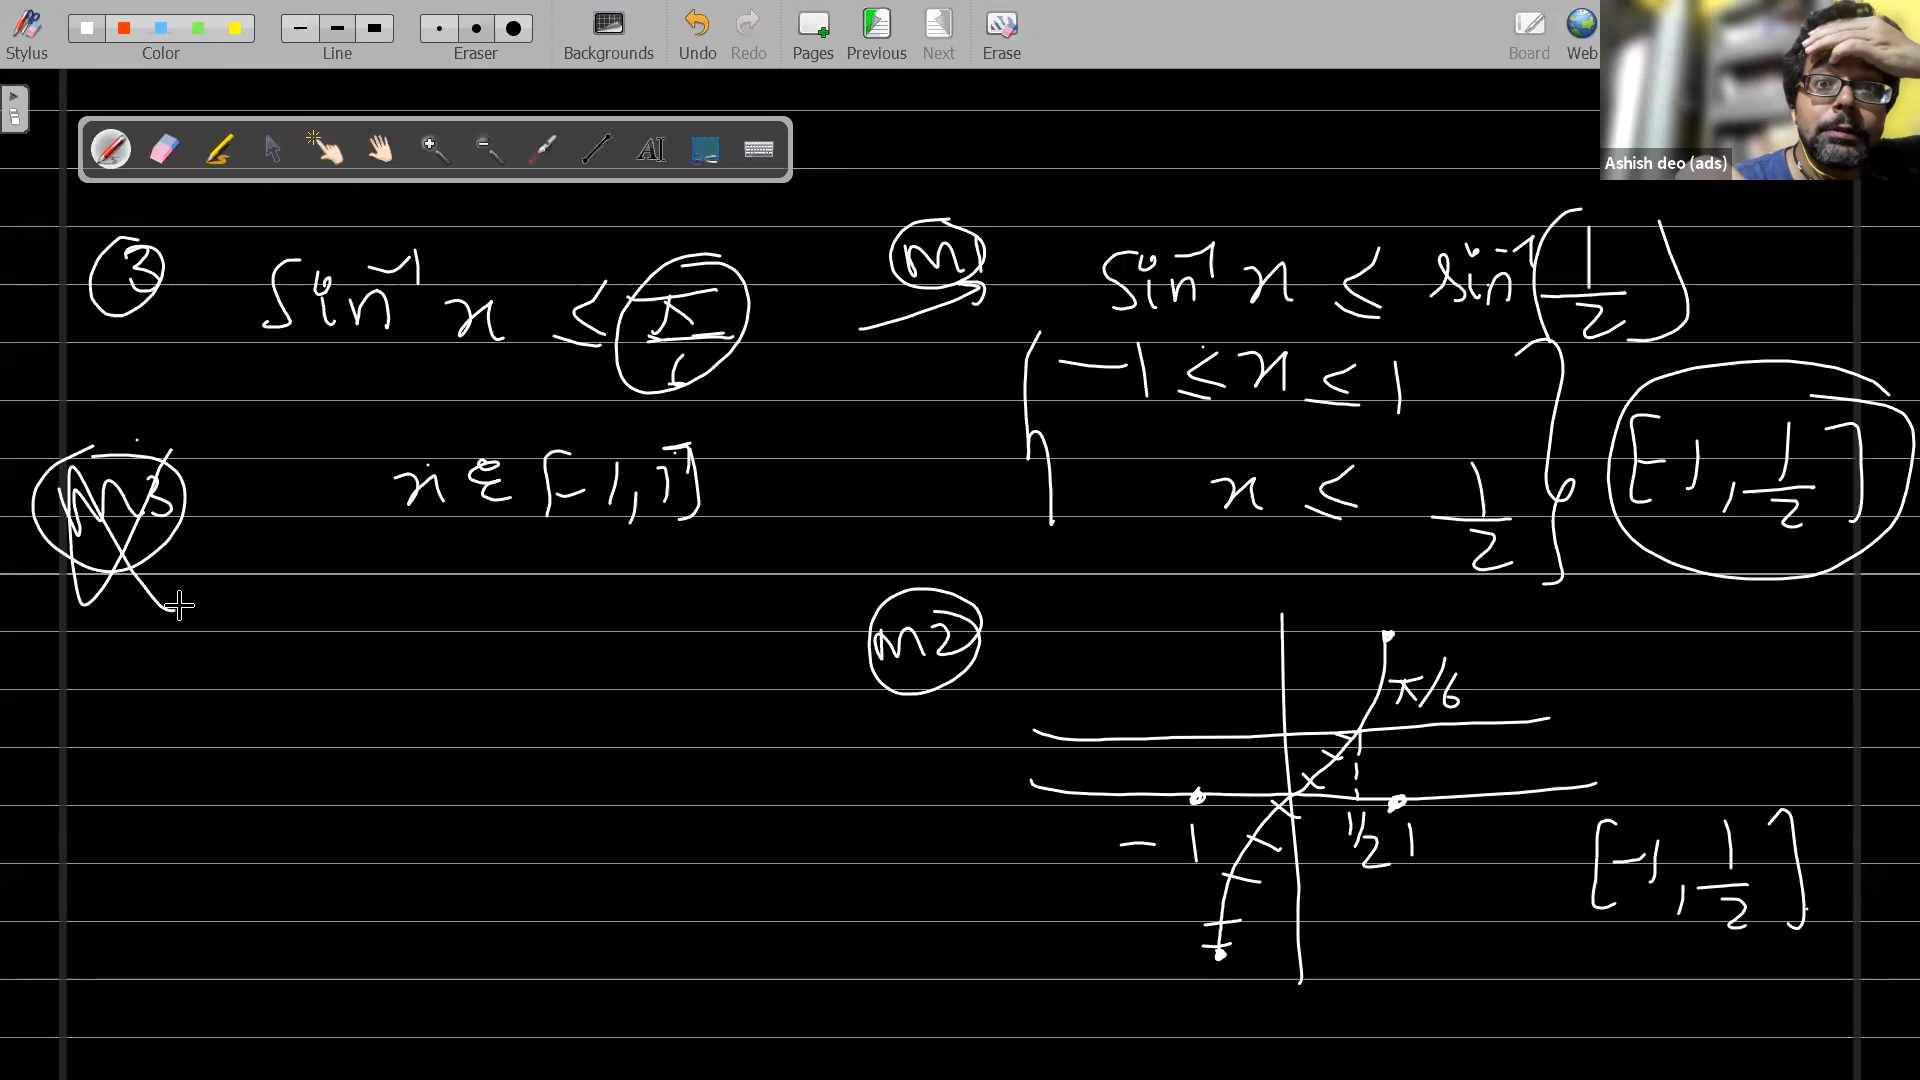 Stylus Color Line Eraser Backgrounds Undo Redo Pages Previous Next Erase Board Web
Ashish deo (ads)
③ sin⁻¹ x ≤ π/6
M1 sin⁻¹ x ≤ sin⁻¹(1/2)
-1 ≤ x ≤ 1
x ≤ 1/2
[-1, 1/2]
M3 x ∈ [-1, 1]
M2
π/6
-1 1/2 1
[-1, 1/2]